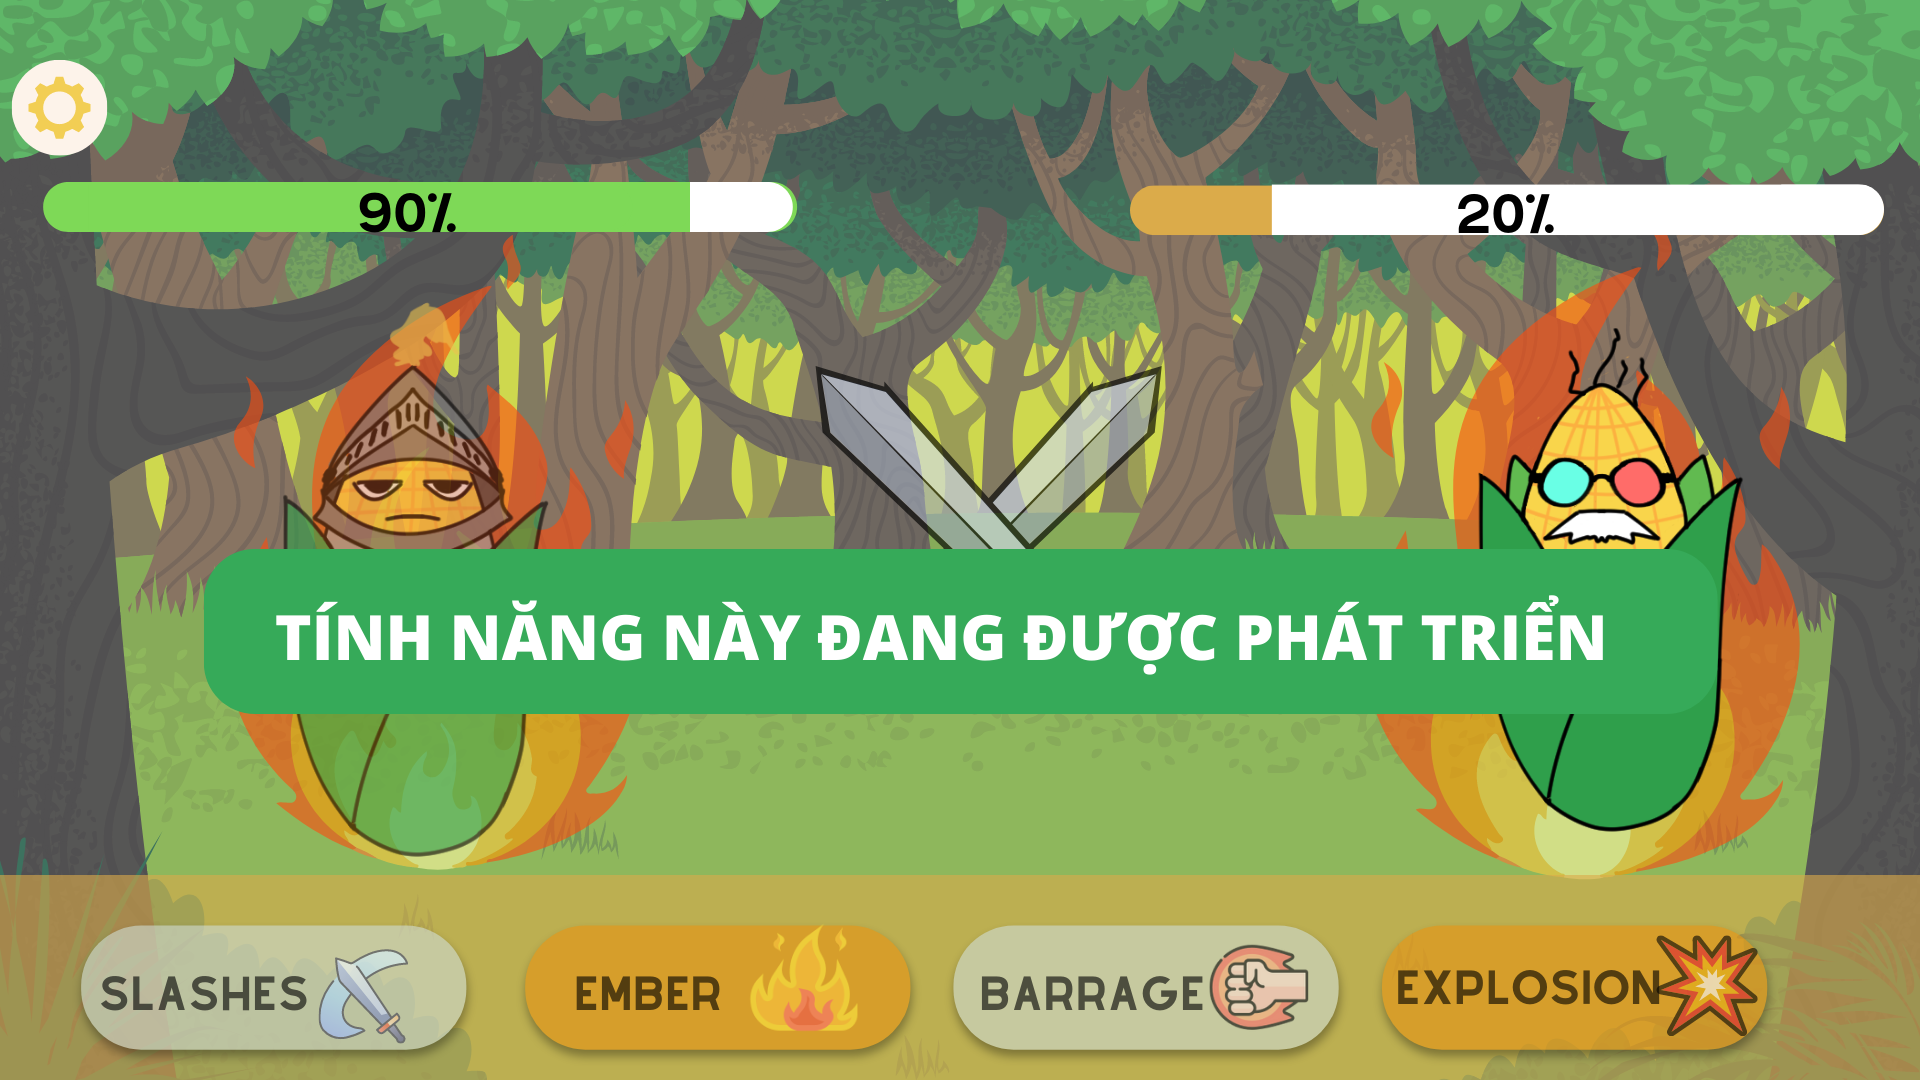 90%
20%
TÍNH NĂNG NÀY ĐANG ĐƯỢC PHÁT TRIỂN
SLASHES
EMBER
BARRAGE
EXPLOSION